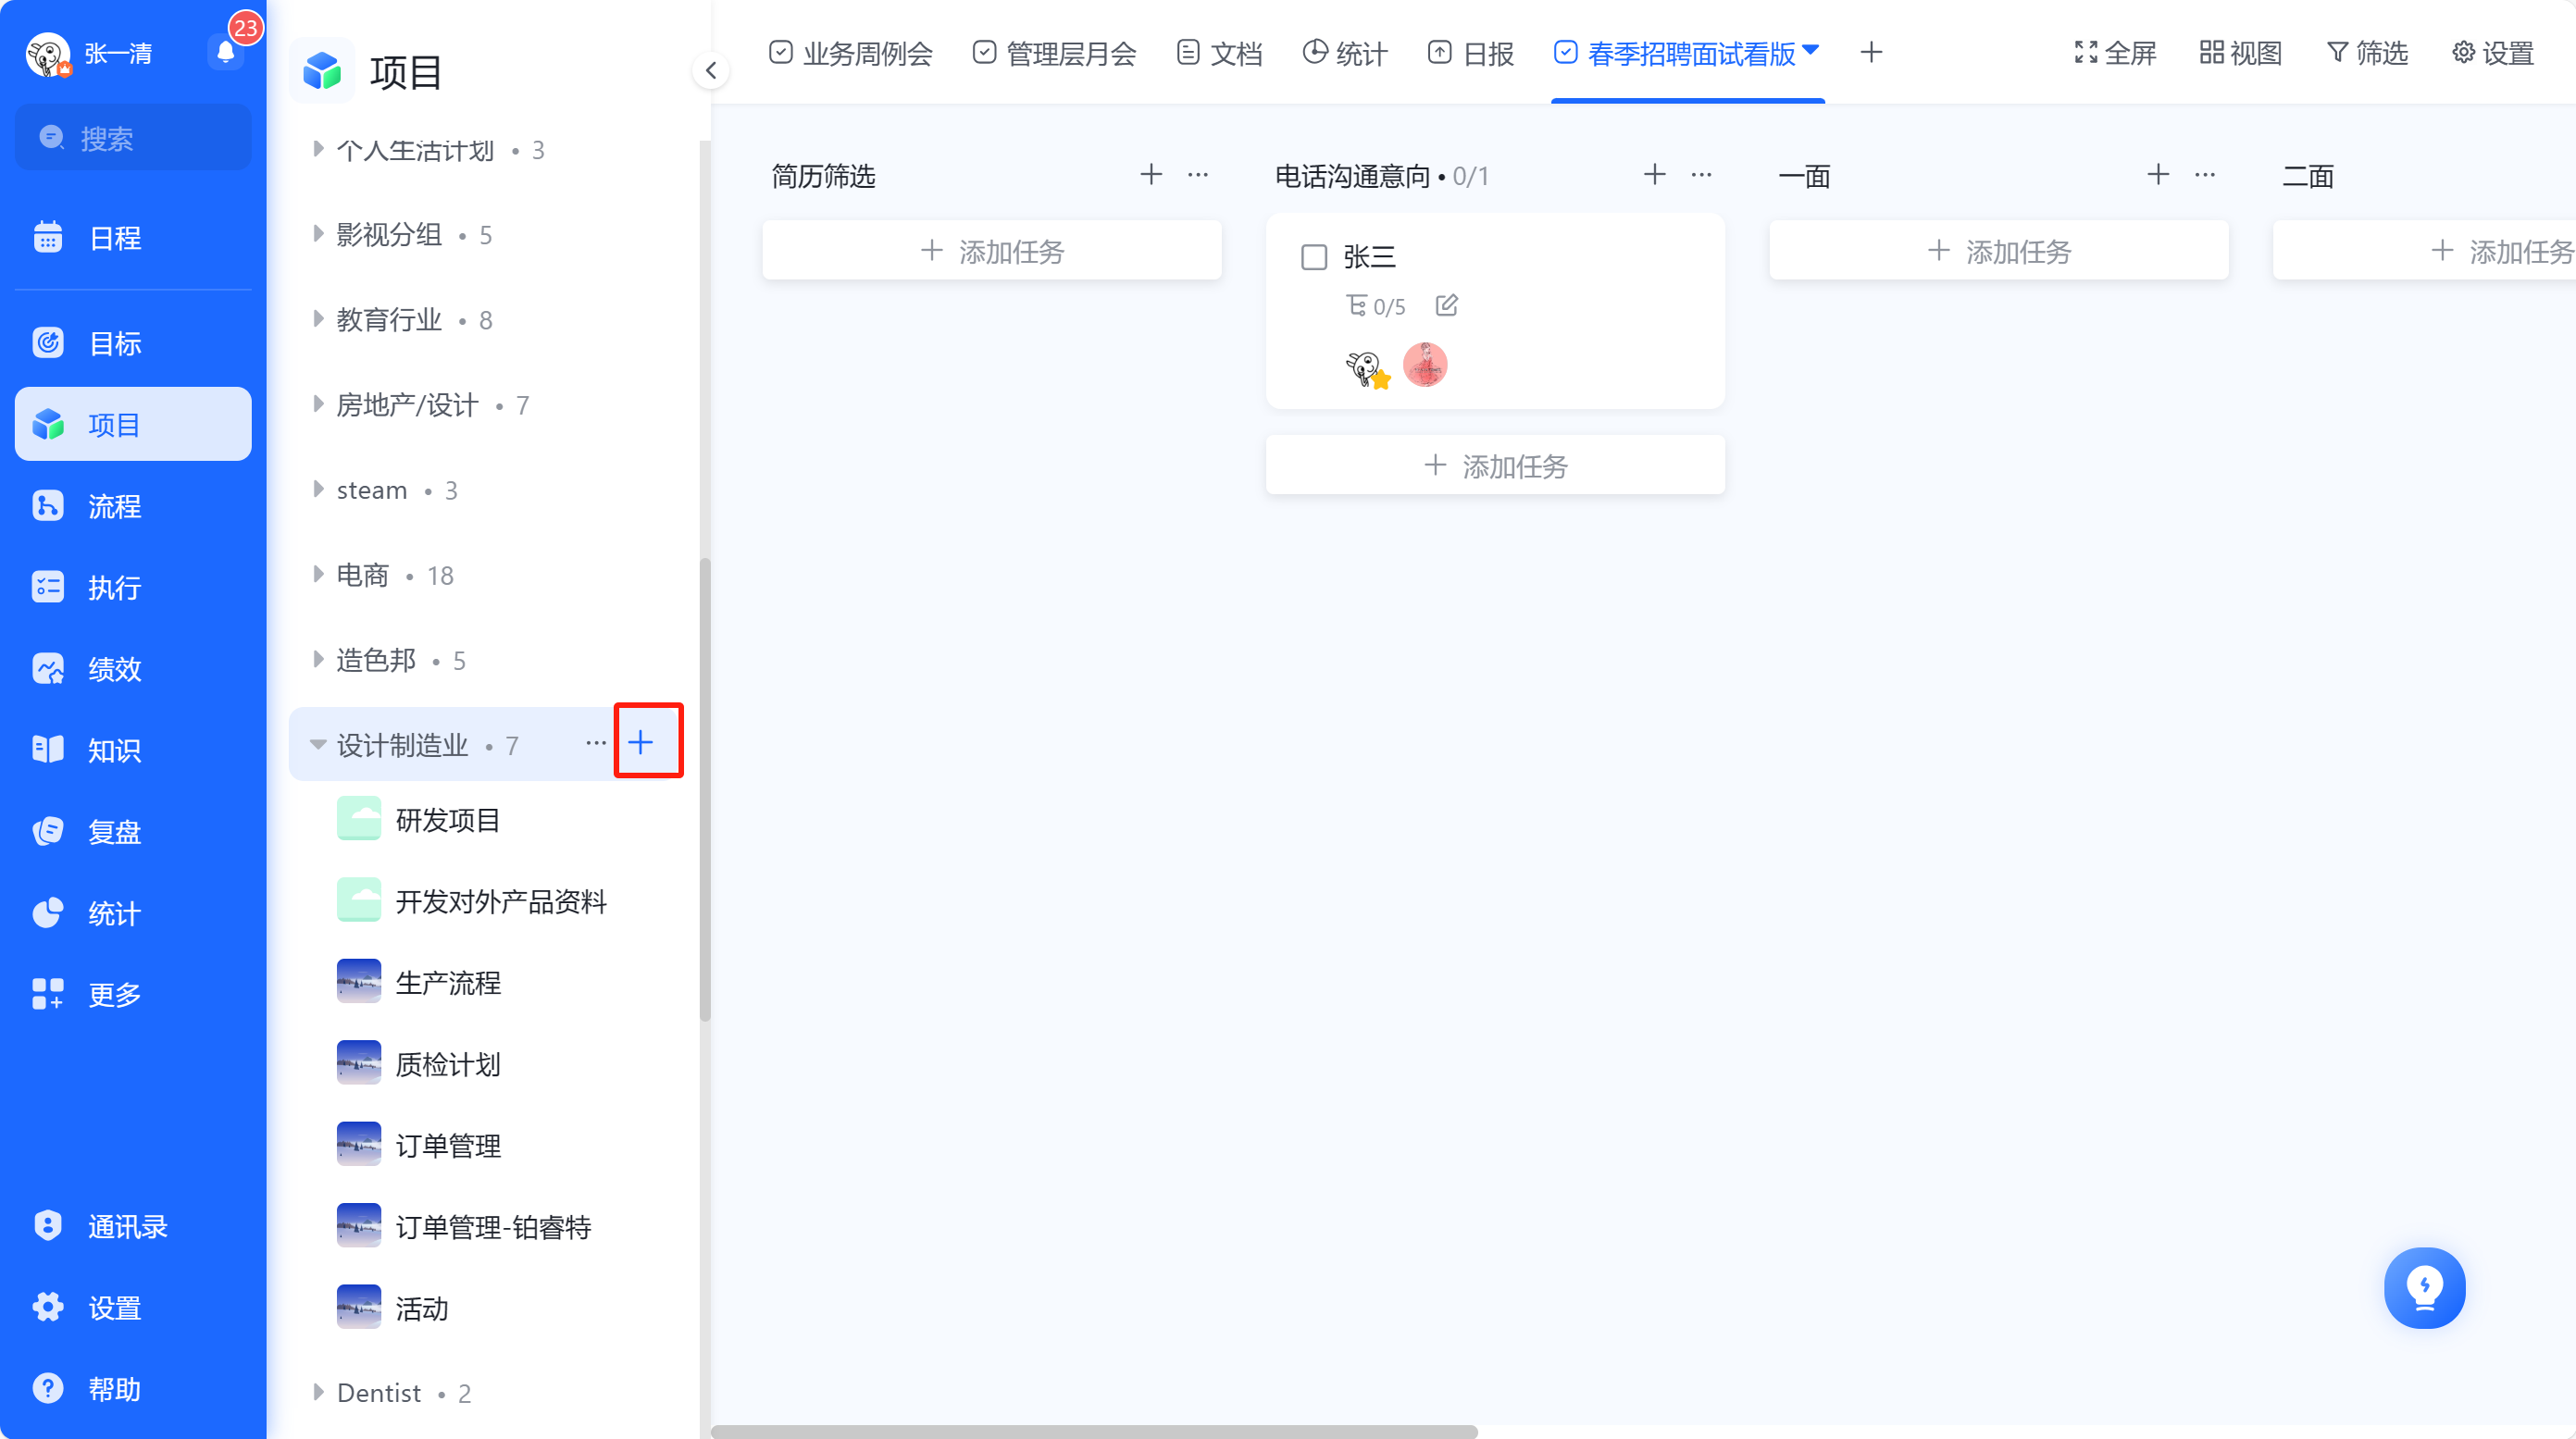 张一清
23
搜索
日程
目标
项目
流程
执行
绩效
知识
复盘
统计
更多
通讯录
设置
帮助
项目
个人生活计划 • 3
影视分组 • 5
教育行业 • 8
房地产/设计 • 7
steam • 3
电商 • 18
造色邦 • 5
设计制造业 • 7
研发项目
开发对外产品资料
生产流程
质检计划
订单管理
订单管理-铂睿特
活动
Dentist • 2
业务周例会 管理层月会 文档 统计 日报 春季招聘面试看版 全屏 视图 筛选 设置
简历筛选
添加任务
电话沟通意向 • 0/1
张三
0/5
添加任务
一面
添加任务
二面
添加任务